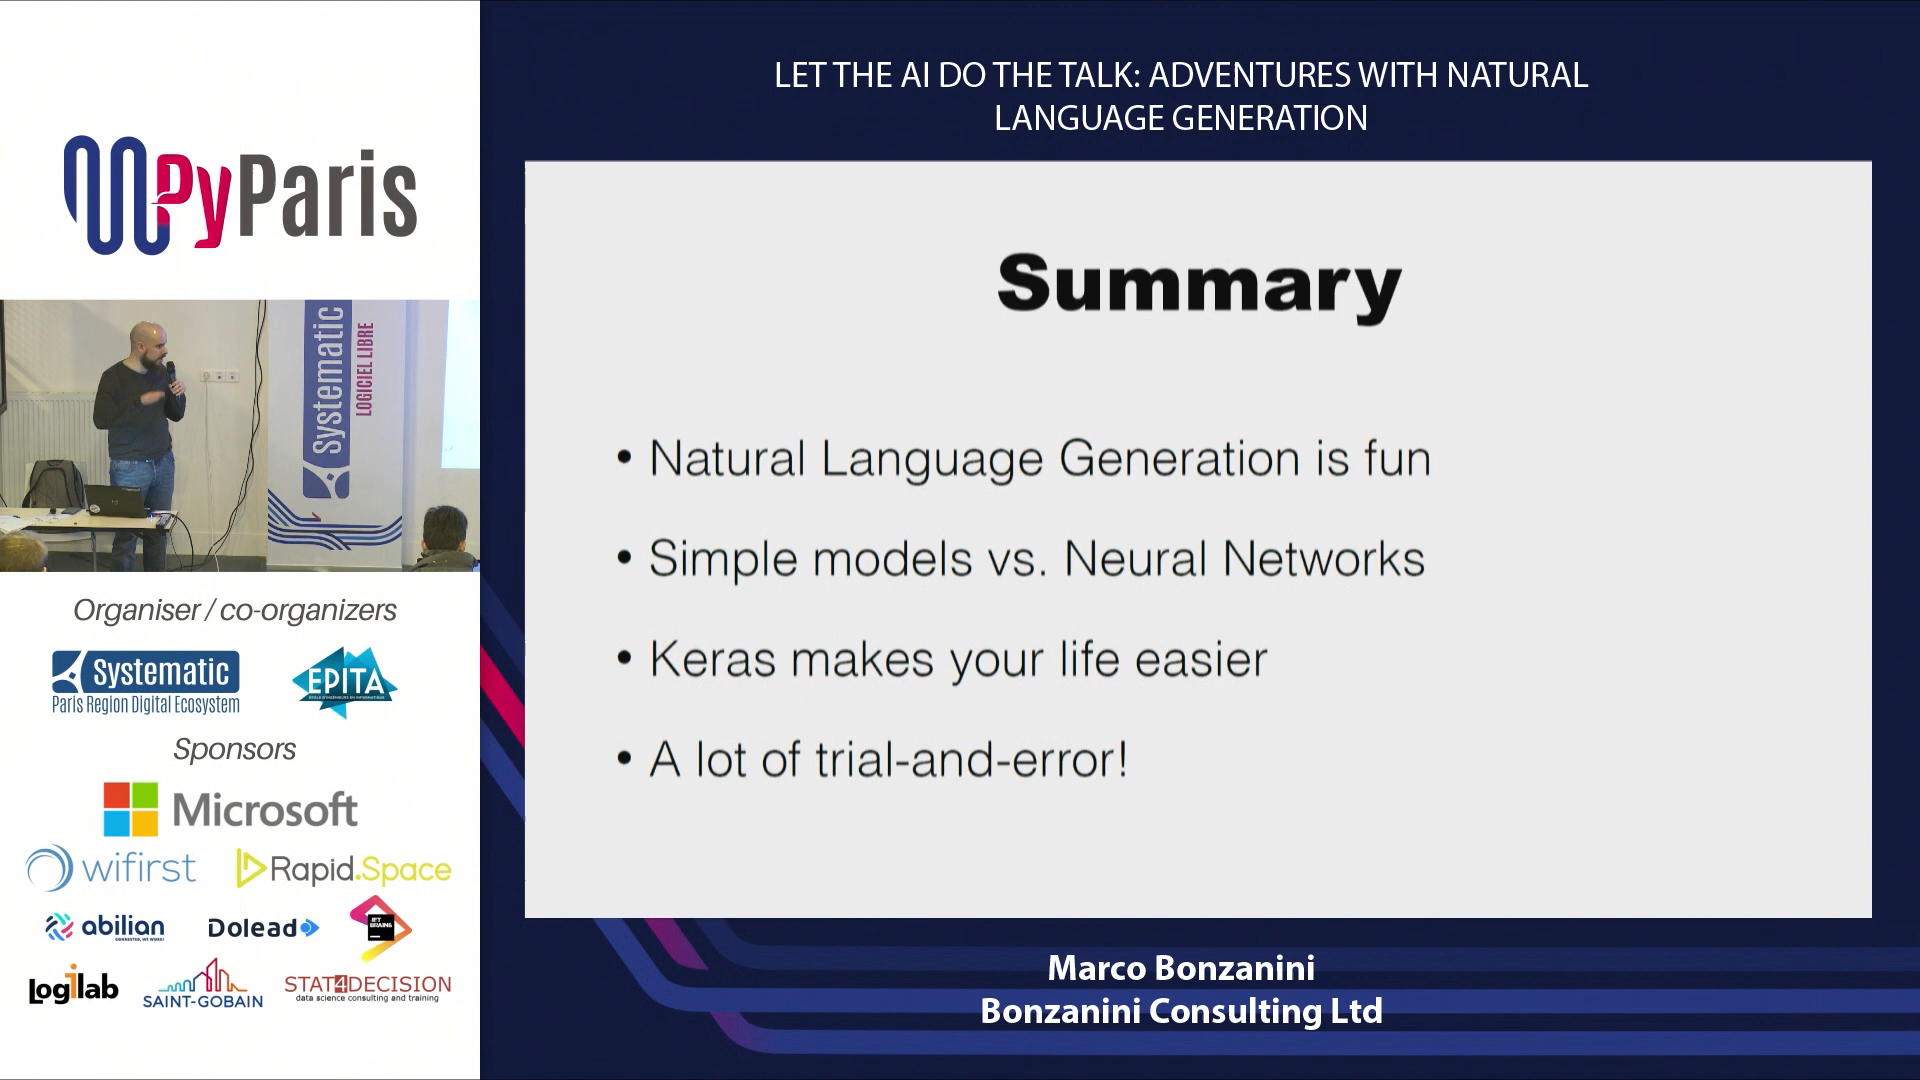 PyParis
Systematic
LOGICIEL LIBRE
Organiser / co-organizers
Systematic
Paris Region Digital Ecosystem
EPITA
Sponsors
Microsoft
wifirst
Rapid.Space
abilian
CONNECTED, WE WORK!
Dolead
JET
BRAINS
Logilab
SAINT-GOBAIN
STAT4DECISION
data science consulting and training
LET THE AI DO THE TALK: ADVENTURES WITH NATURAL
LANGUAGE GENERATION
Summary
• Natural Language Generation is fun
• Simple models vs. Neural Networks
• Keras makes your life easier
• A lot of trial-and-error!
Marco Bonzanini
Bonzanini Consulting Ltd